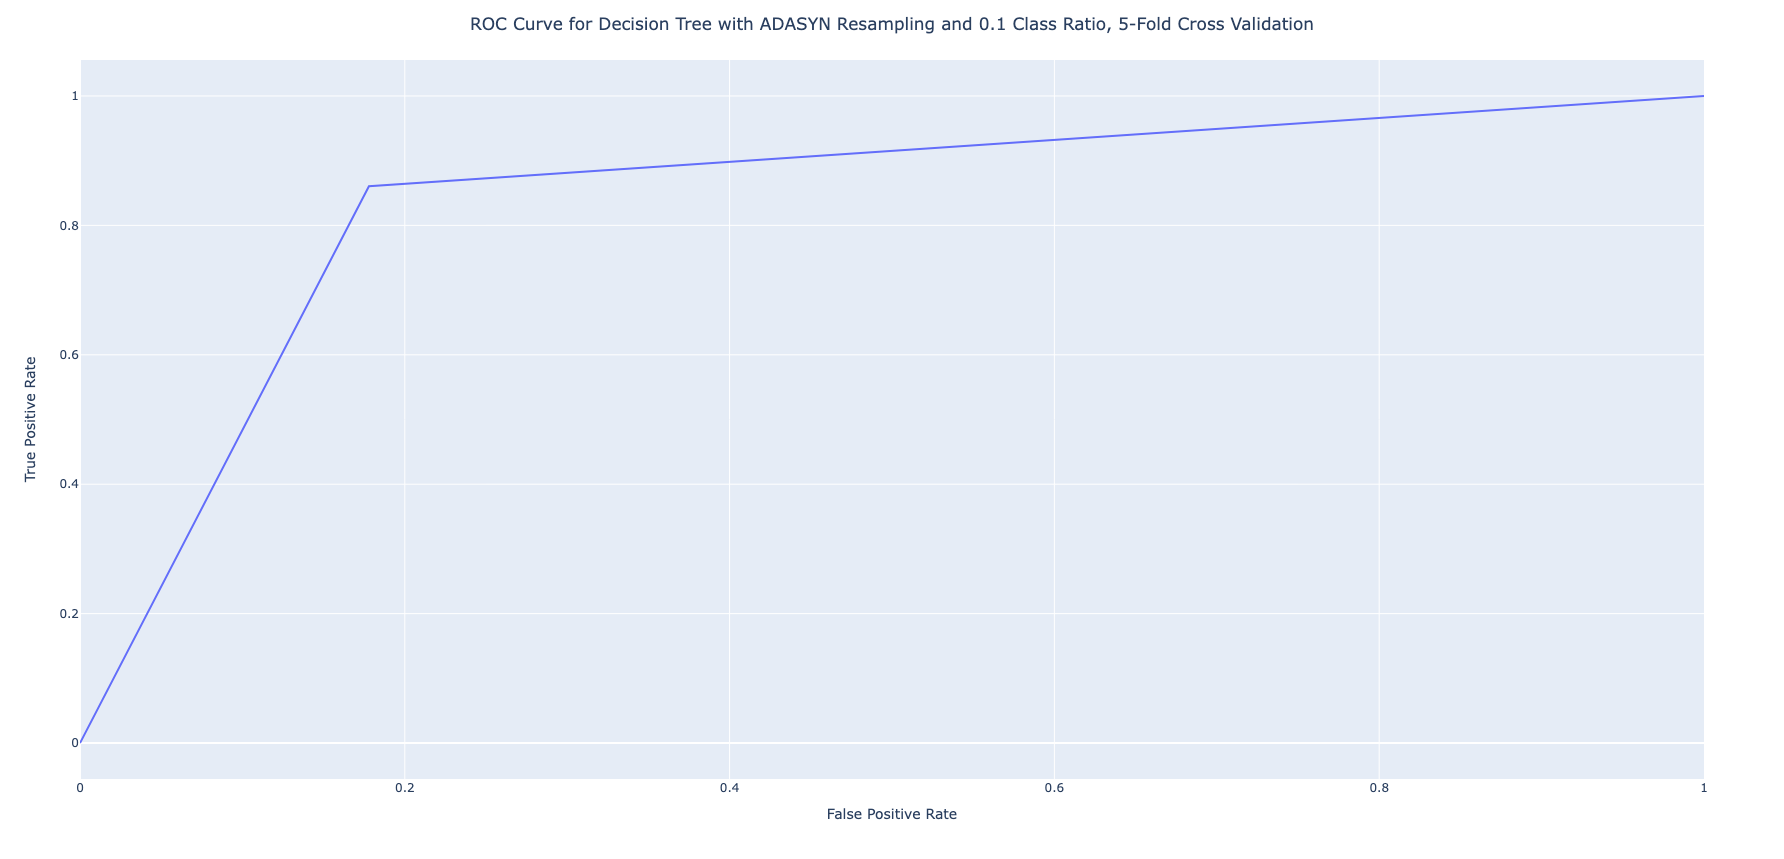 ROC Curve for Decision Tree with ADASYN Resampling and 0.1 Class Ratio, 5-Fold Cross Validation
True Positive Rate
1
0.8
0.6
0.4
0.2
0
0 0.2 0.4 0.6 0.8 1
False Positive Rate